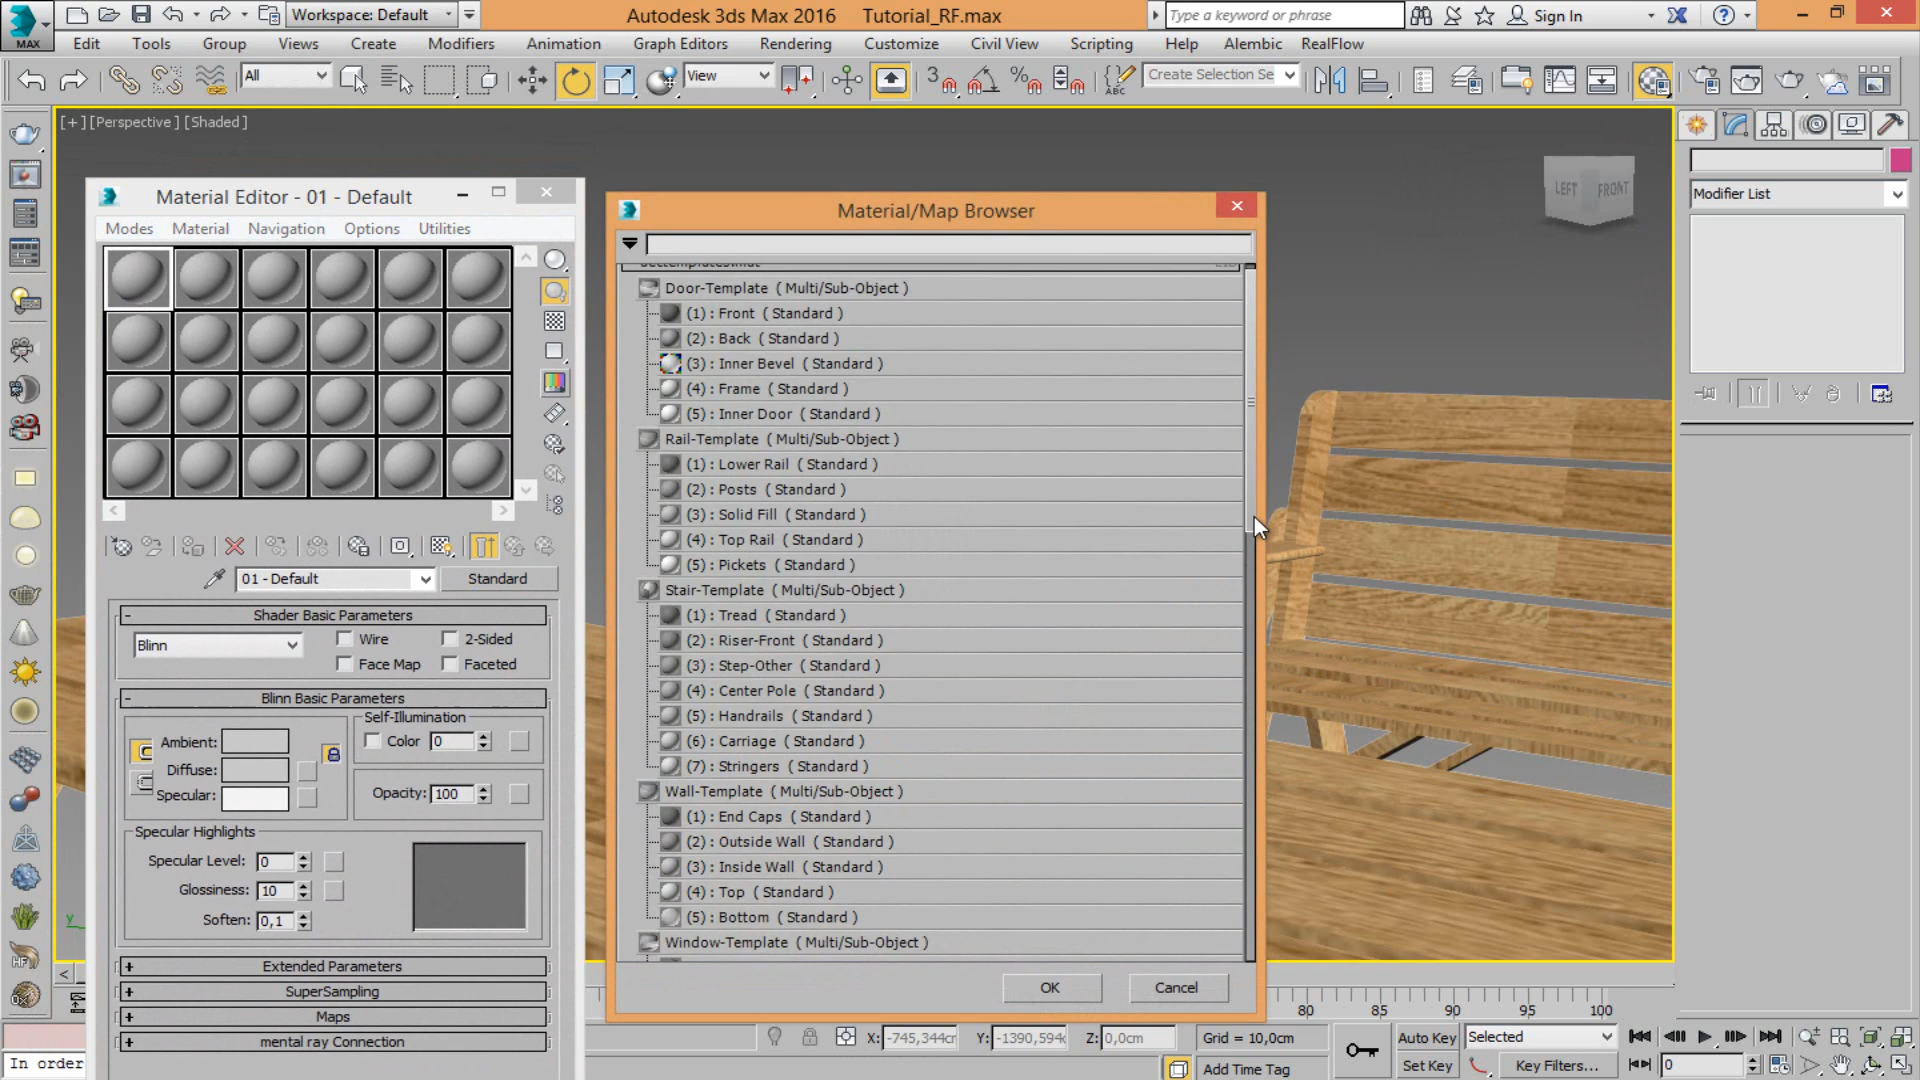 Workspace: Default
Autodesk 3ds Max 2016 Tutorial_RF.max
Type a keyword or phrase
Sign In
MAX
Edit Tools Group Views Create Modifiers Animation Graph Editors Rendering Customize Civil View Scripting Help Alembic RealFlow
All
View
3
ABC
Create Selection Se
[+] [Perspective] [Shaded]
LEFT FRONT
Modifier List
Material Editor - 01 - Default
Modes Material Navigation Options Utilities
01 - Default
Standard
- Shader Basic Parameters
Blinn
Wire 2-Sided
Face Map Faceted
- Blinn Basic Parameters
Self-Illumination
Ambient:
Color 0
Diffuse:
Specular:
Opacity: 100
Specular Highlights
Specular Level: 0
Glossiness: 10
Soften: 0,1
+ Extended Parameters
+ SuperSampling
+ Maps
+ mental ray Connection
Material/Map Browser
Door-Template ( Multi/Sub-Object )
(1) : Front ( Standard )
(2) : Back ( Standard )
(3) : Inner Bevel ( Standard )
(4) : Frame ( Standard )
(5) : Inner Door ( Standard )
Rail-Template ( Multi/Sub-Object )
(1) : Lower Rail ( Standard )
(2) : Posts ( Standard )
(3) : Solid Fill ( Standard )
(4) : Top Rail ( Standard )
(5) : Pickets ( Standard )
Stair-Template ( Multi/Sub-Object )
(1) : Tread ( Standard )
(2) : Riser-Front ( Standard )
(3) : Step-Other ( Standard )
(4) : Center Pole ( Standard )
(5) : Handrails ( Standard )
(6) : Carriage ( Standard )
(7) : Stringers ( Standard )
Wall-Template ( Multi/Sub-Object )
(1) : End Caps ( Standard )
(2) : Outside Wall ( Standard )
(3) : Inside Wall ( Standard )
(4) : Top ( Standard )
(5) : Bottom ( Standard )
Window-Template ( Multi/Sub-Object )
OK Cancel
y
HF
80 85 90 95 100
X: -745,344cr Y: -1390,594c Z: 0,0cm Grid = 10,0cm
Auto Key Selected
In order
Add Time Tag
Set Key Key Filters...
0